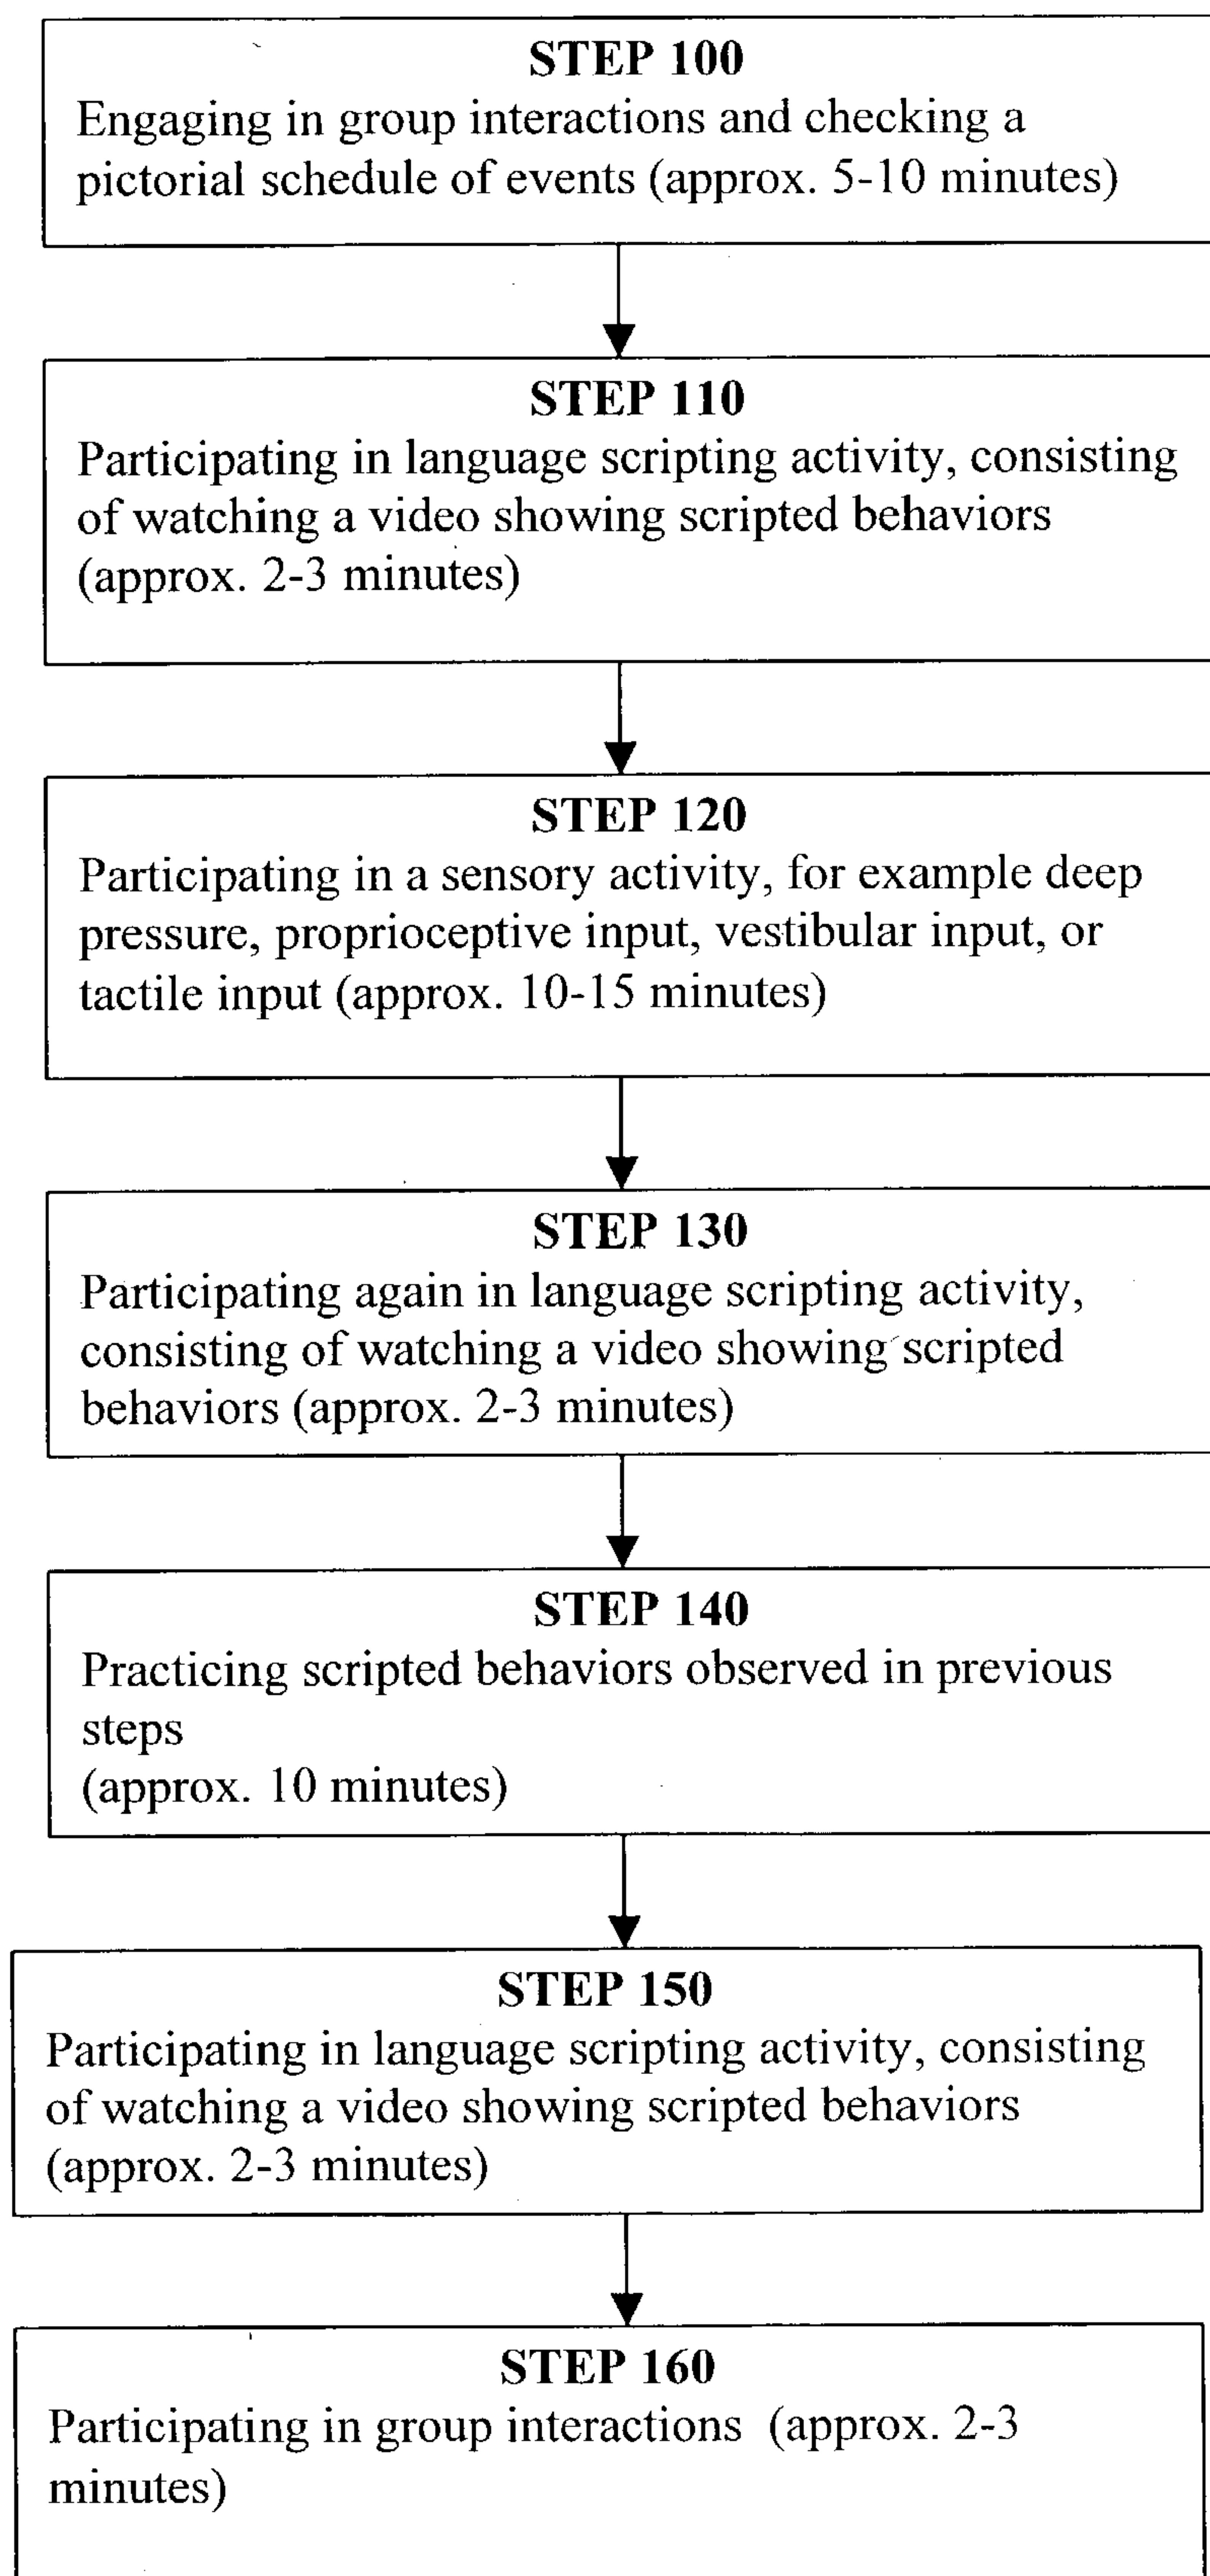 STEP 100
Engaging in group interactions and checking a
pictorial schedule of events (approx. 5-10 minutes)
STEP 110
Participating in language scripting activity, consisting
of watching a video showing scripted behaviors
(approx. 2-3 minutes)
STEP 120
Participating in a sensory activity, for example deep
pressure, proprioceptive input, vestibular input, or
tactile input (approx. 10-15 minutes)
STEP 130
Participating again in language scripting activity,
consisting of watching a video showing scripted
behaviors (approx. 2-3 minutes)
STEP 140
Practicing scripted behaviors observed in previous
steps
(approx. 10 minutes)
STEP 150
Participating in language scripting activity, consisting
of watching a video showing scripted behaviors
(approx. 2-3 minutes)
STEP 160
Participating in group interactions (approx. 2-3
minutes)